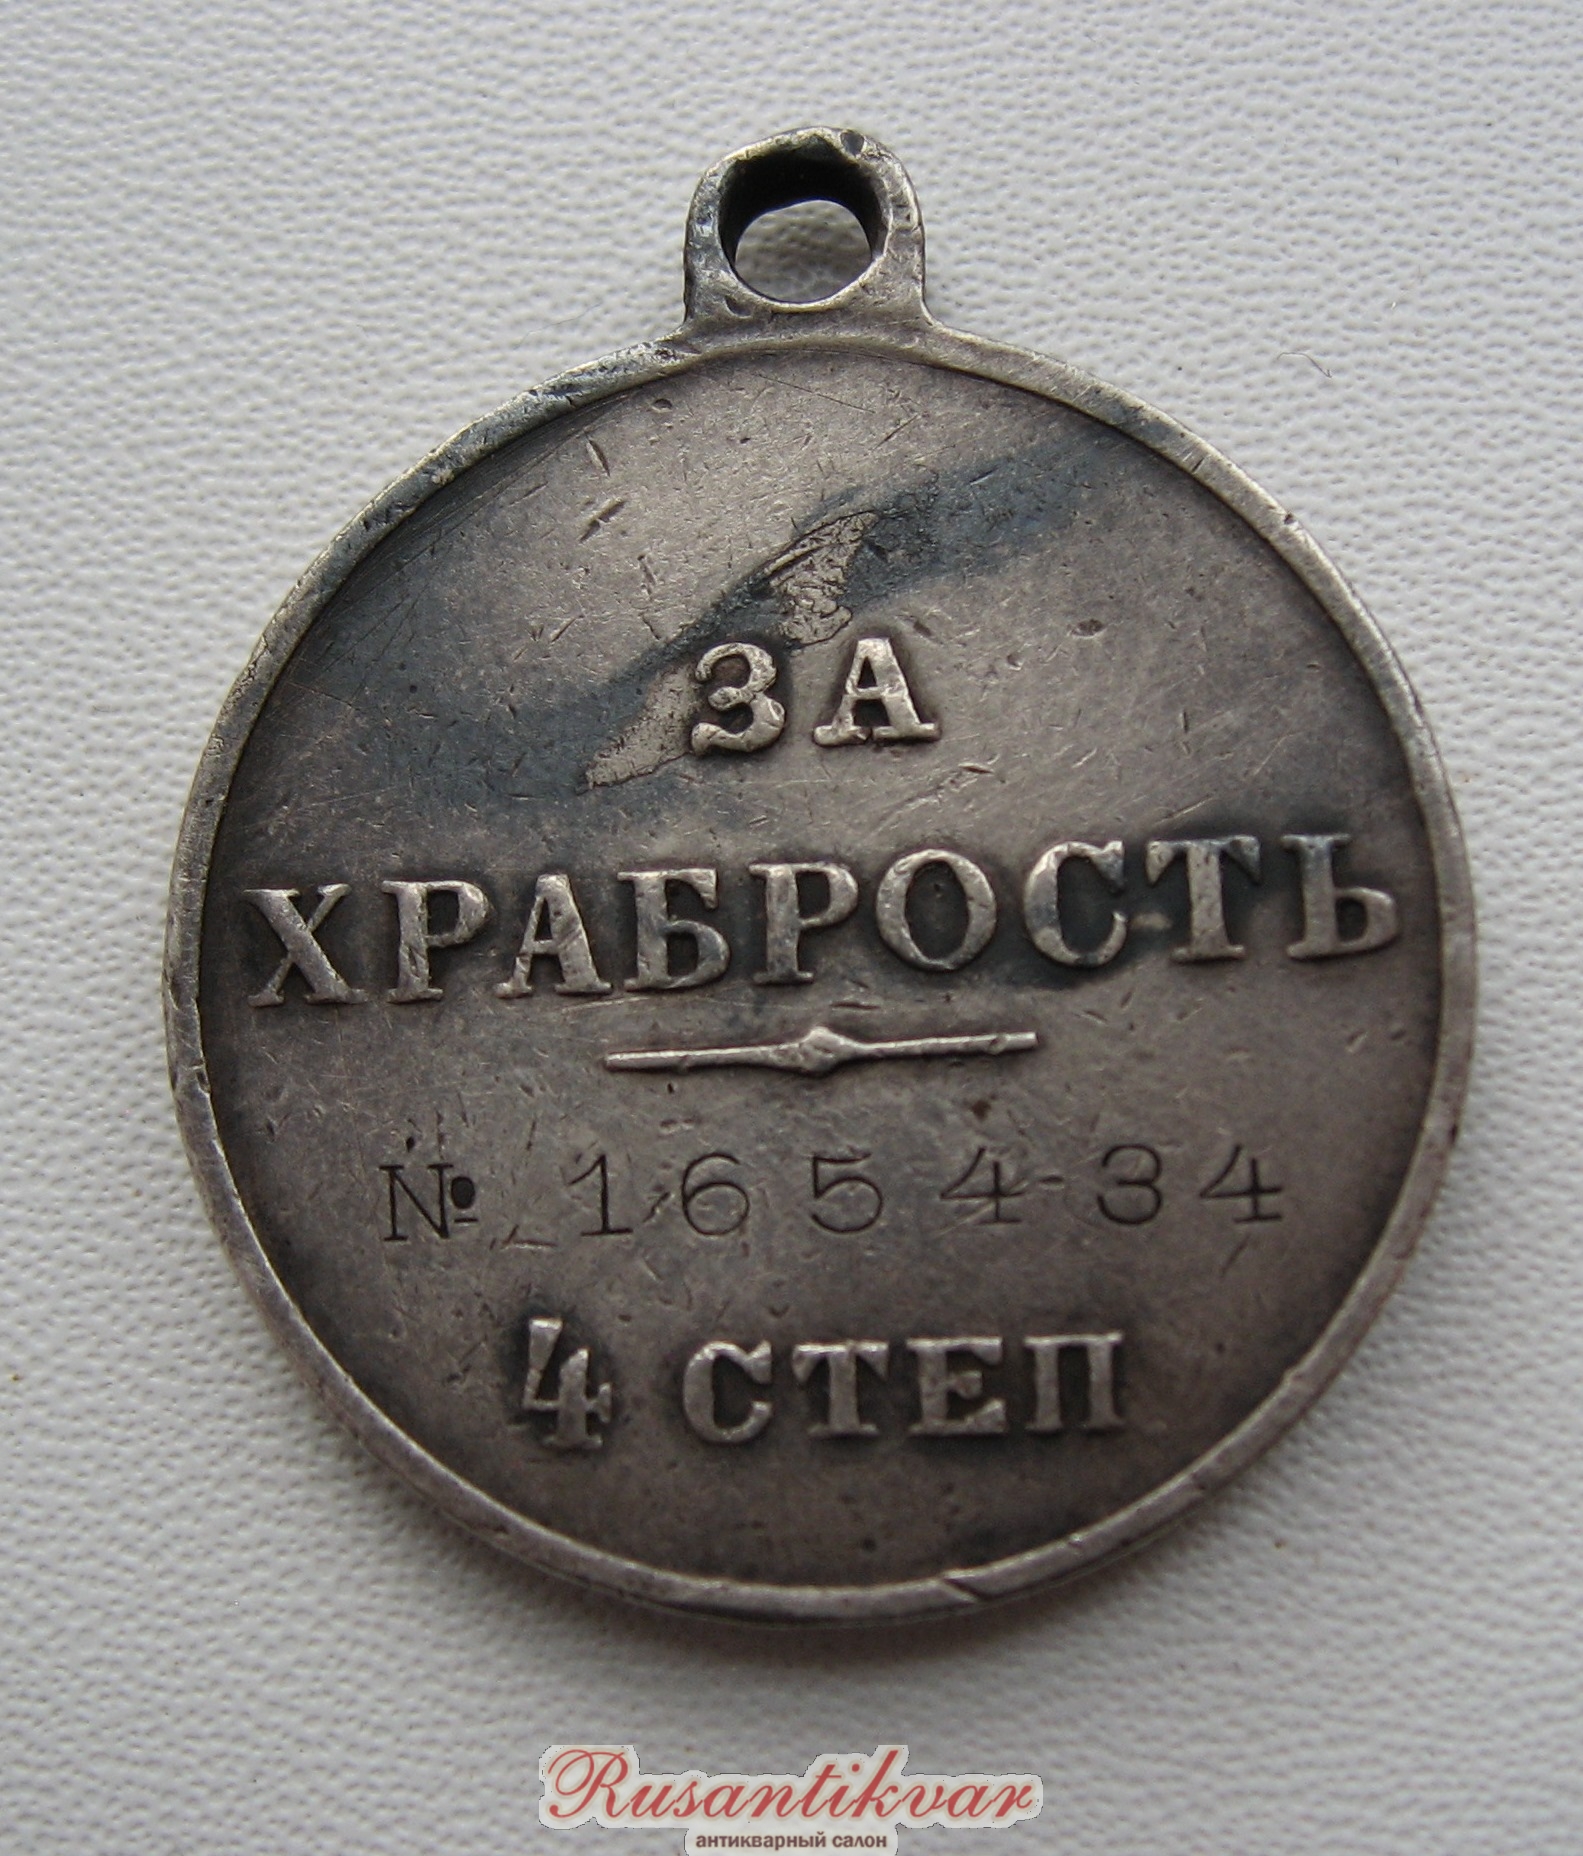 ЗА
ХРАБРОСТЬ
№ 165434
4 СТЕП
Rusantikvar
антикварный салон